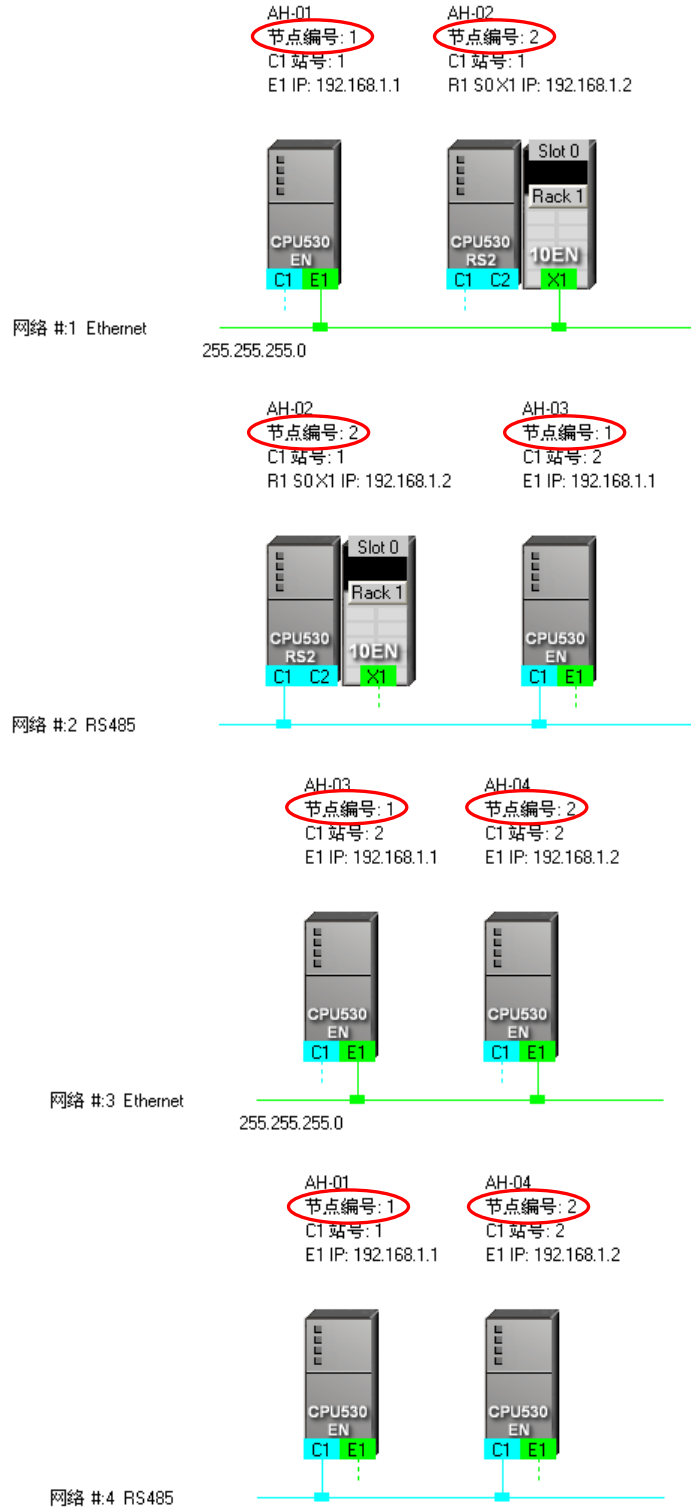 AH-01 AH-02
节点编号: 1 节点编号: 2
C1 站号: 1 C1 站号: 1
E1 IP: 192.168.1.1 R1 S0 X1 IP: 192.168.1.2
Slot 0
Rack 1
CPU530 CPU530
EN RS2 10EN
C1 E1 C1 C2 X1
网络 #:1 Ethernet
255.255.255.0
AH-02 AH-03
节点编号: 2 节点编号: 1
C1 站号: 1 C1 站号: 2
R1 S0 X1 IP: 192.168.1.2 E1 IP: 192.168.1.1
Slot 0
Rack 1
CPU530 CPU530
RS2 10EN EN
C1 C2 X1 C1 E1
网络 #:2 RS485
AH-03 AH-04
节点编号: 1 节点编号: 2
C1 站号: 2 C1 站号: 2
E1 IP: 192.168.1.1 E1 IP: 192.168.1.2
CPU530 CPU530
EN EN
C1 E1 C1 E1
网络 #:3 Ethernet
255.255.255.0
AH-01 AH-04
节点编号: 1 节点编号: 2
C1 站号: 1 C1 站号: 2
E1 IP: 192.168.1.1 E1 IP: 192.168.1.2
CPU530 CPU530
EN EN
C1 E1 C1 E1
网络 #:4 RS485